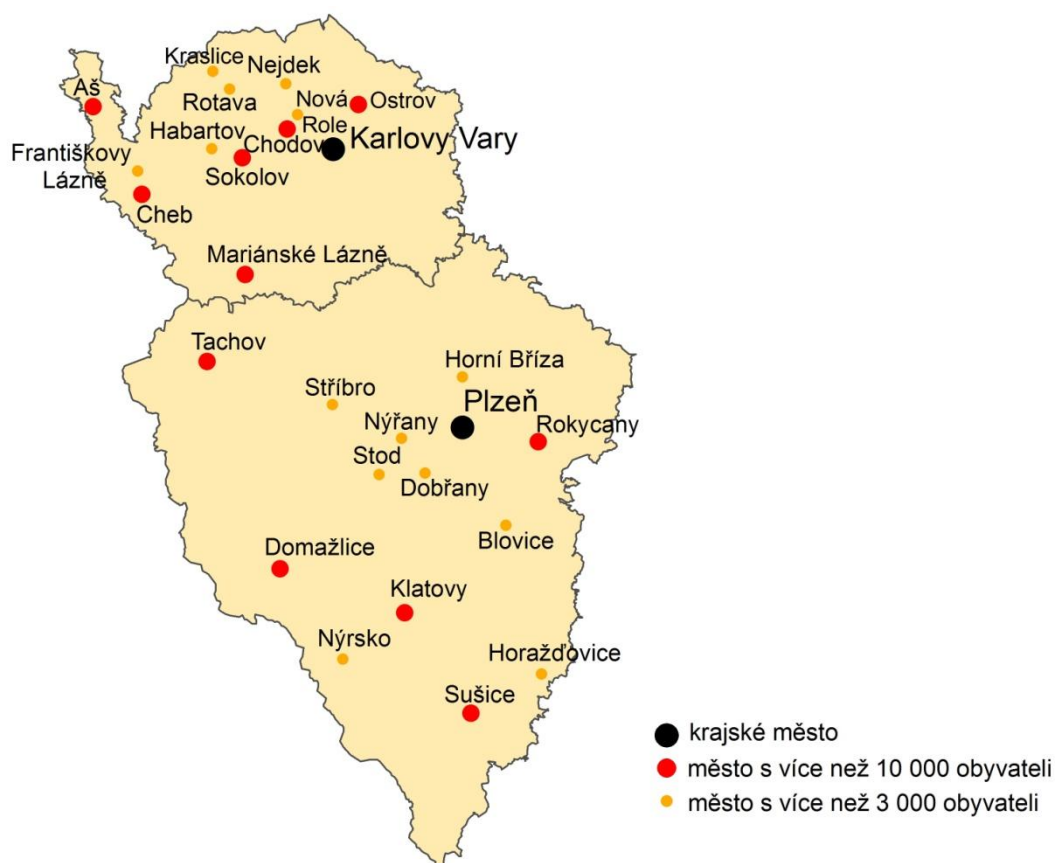 Kraslice
Nejdek
Aš
Rotava
Nová
Role
Ostrov
Habartov
Chodov
Karlovy Vary
Františkovy
Lázně
Sokolov
Cheb
Mariánské Lázně
Tachov
Horní Bříza
Stříbro
Plzeň
Nýřany
Rokycany
Stod
Dobřany
Blovice
Domažlice
Klatovy
Nýrsko
Horažďovice
Sušice
krajské město
město s více než 10 000 obyvateli
město s více než 3 000 obyvateli